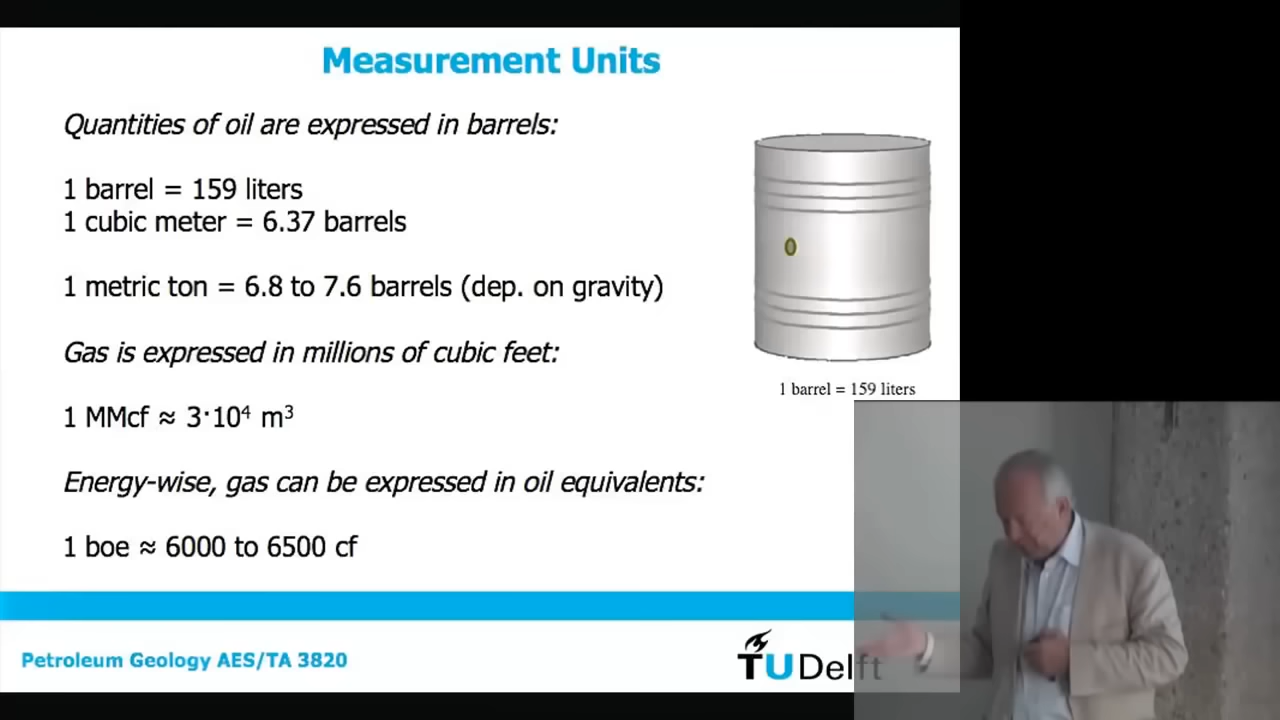 Measurement Units
Quantities of oil are expressed in barrels:
1 barrel = 159 liters
1 cubic meter = 6.37 barrels
1 metric ton = 6.8 to 7.6 barrels (dep. on gravity)
Gas is expressed in millions of cubic feet:
1 MMcf ≈ 3·10⁴ m³
Energy-wise, gas can be expressed in oil equivalents:
1 boe ≈ 6000 to 6500 cf
1 barrel = 159 liters
Petroleum Geology AES/TA 3820
TU Delft